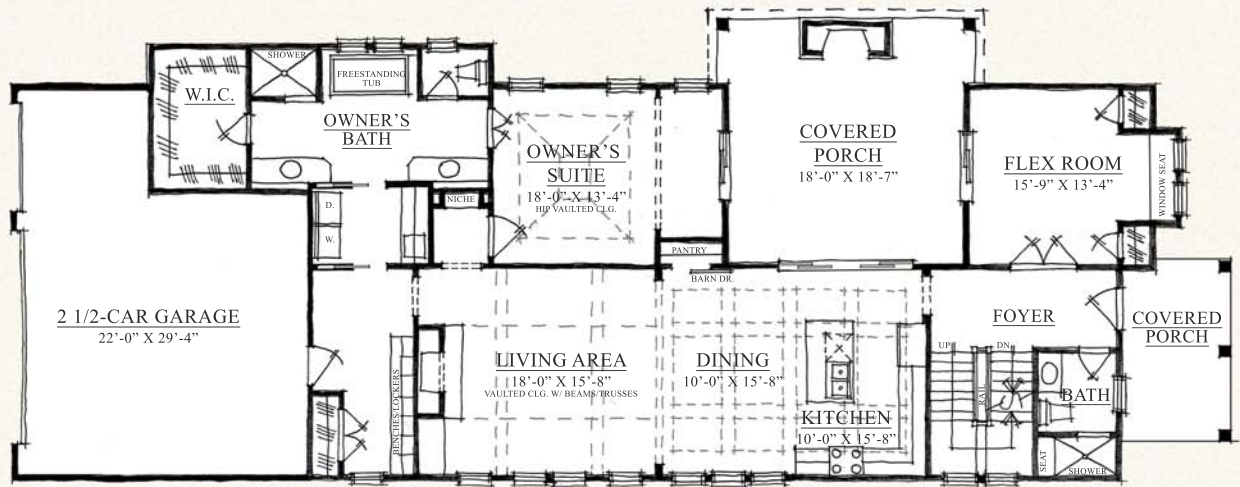 SHOWER
FREESTANDING
TUB
W.I.C.
OWNER'S
BATH
OWNER'S
SUITE
18'-0" X 13'-4"
HIP VAULTED CLG.
COVERED
PORCH
18'-0" X 18'-7"
FLEX ROOM
15'-9" X 13'-4"
WINDOW SEAT
D.
W.
NICHE
PANTRY
BARN DR.
2 1/2-CAR GARAGE
22'-0" X 29'-4"
BENCHES/LOCKERS
LIVING AREA
18'-0" X 15'-8"
VAULTED CLG. W/ BEAMS/TRUSSES
DINING
10'-0" X 15'-8"
KITCHEN
10'-0" X 15'-8"
FOYER
UP
DN.
RAIL
BATH
SEAT
SHOWER
COVERED
PORCH